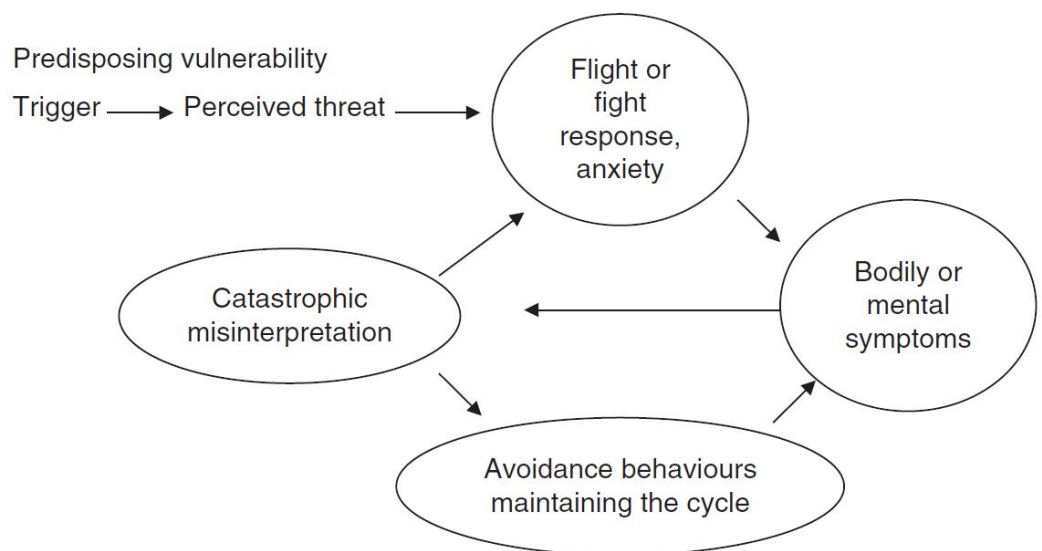 Predisposing vulnerability
Trigger
Perceived threat
Flight or
fight
response,
anxiety
Bodily or
mental
symptoms
Catastrophic
misinterpretation
Avoidance behaviours
maintaining the cycle